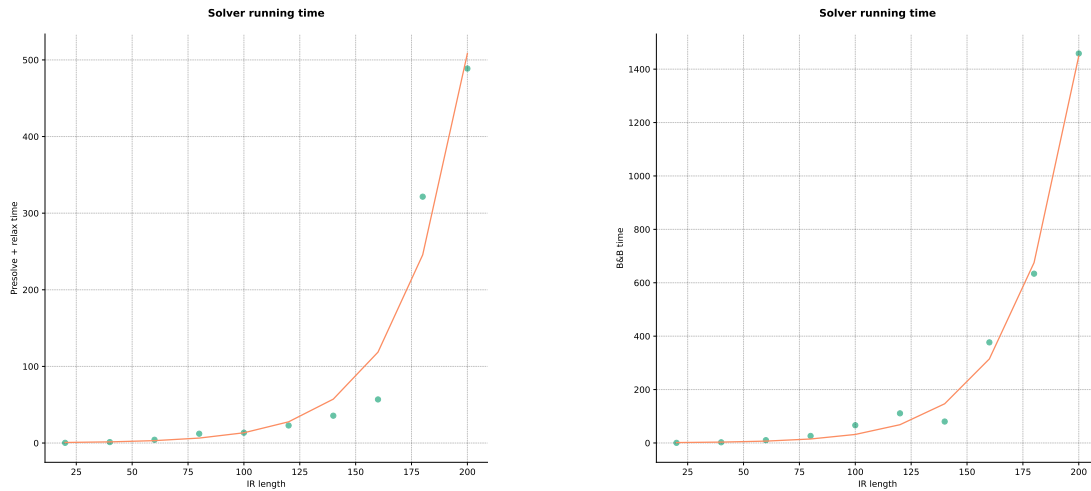 Solver running time
Presolve + relax time
500
400
300
200
100
0
25 50 75 100 125 150 175 200
IR length
Solver running time
B&B time
1400
1200
1000
800
600
400
200
0
25 50 75 100 125 150 175 200
IR length